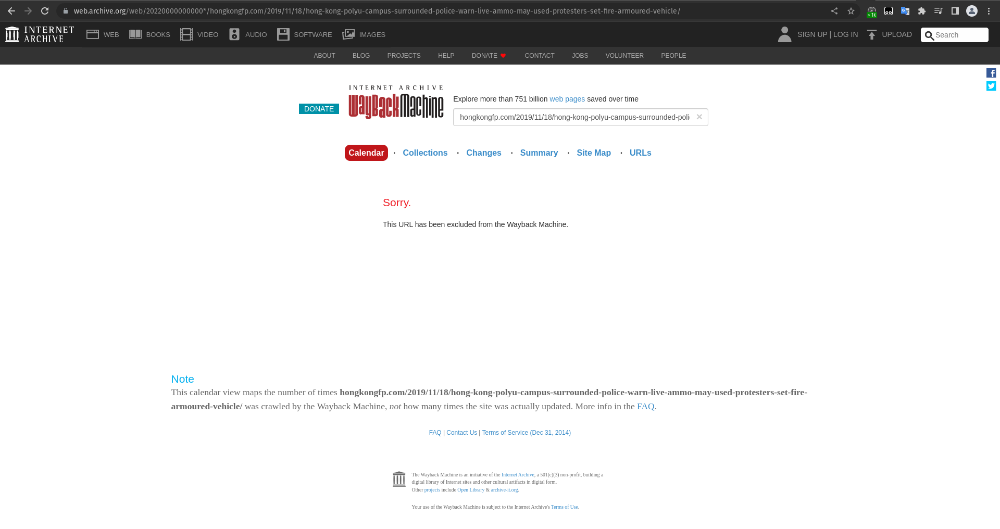 web.archive.org/web/20220000000000*/hongkongfp.com/2019/11/18/hong-kong-polyu-campus-surrounded-police-warn-live-ammo-may-used-protesters-set-fire-armoured-vehicle/
> 1k
INTERNET ARCHIVE
WEB BOOKS VIDEO AUDIO SOFTWARE IMAGES
SIGN UP | LOG IN UPLOAD Search
ABOUT BLOG PROJECTS HELP DONATE CONTACT JOBS VOLUNTEER PEOPLE
DONATE
INTERNET ARCHIVE
WayBackMachine
Explore more than 751 billion web pages saved over time
hongkongfp.com/2019/11/18/hong-kong-polyu-campus-surrounded-polic ×
Calendar · Collections · Changes · Summary · Site Map · URLs
Sorry.
This URL has been excluded from the Wayback Machine.
Note
This calendar view maps the number of times hongkongfp.com/2019/11/18/hong-kong-polyu-campus-surrounded-police-warn-live-ammo-may-used-protesters-set-fire-
armoured-vehicle/ was crawled by the Wayback Machine, not how many times the site was actually updated. More info in the FAQ.
FAQ | Contact Us | Terms of Service (Dec 31, 2014)
The Wayback Machine is an initiative of the Internet Archive, a 501(c)(3) non-profit, building a
digital library of Internet sites and other cultural artifacts in digital form.
Other projects include Open Library & archive-it.org.
Your use of the Wayback Machine is subject to the Internet Archive's Terms of Use.